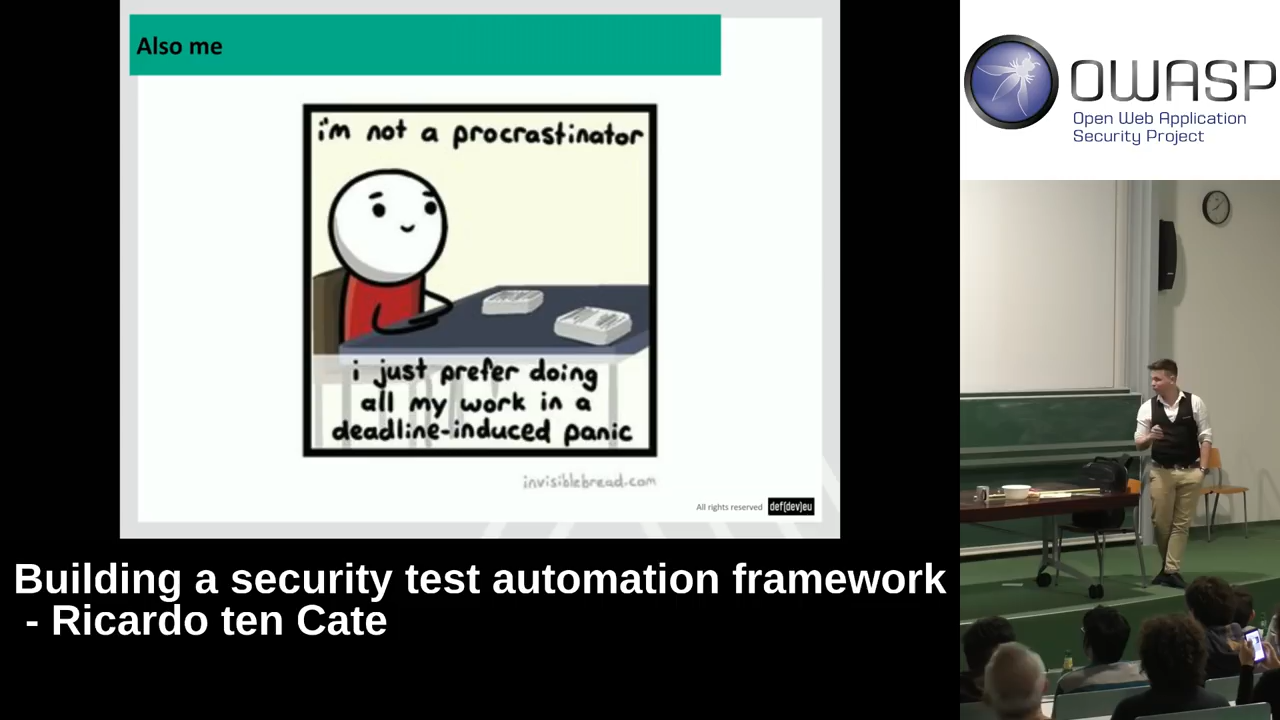 Also me
i'm not a procrastinator
i just prefer doing
all my work in a
deadline-induced panic
invisiblebread.com
All rights reserved def[dev]eu
Building a security test automation framework
- Ricardo ten Cate
OWASP
Open Web Application
Security Project